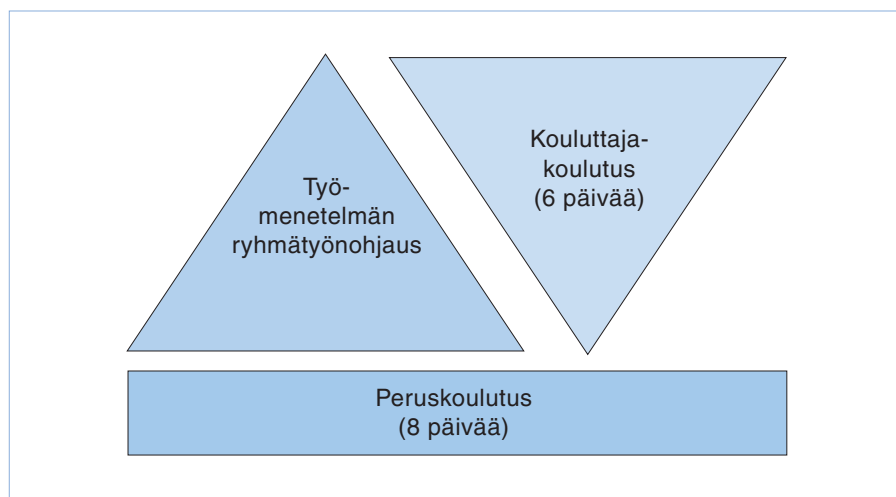 Työ-
menetelmän
ryhmätyönohjaus
Kouluttaja-
koulutus
(6 päivää)
Peruskoulutus
(8 päivää)